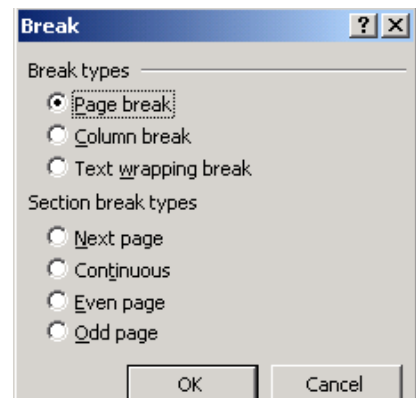 Break
Break types
Page break
Column break
Text wrapping break
Section break types
Next page
Continuous
Even page
Odd page
OK Cancel